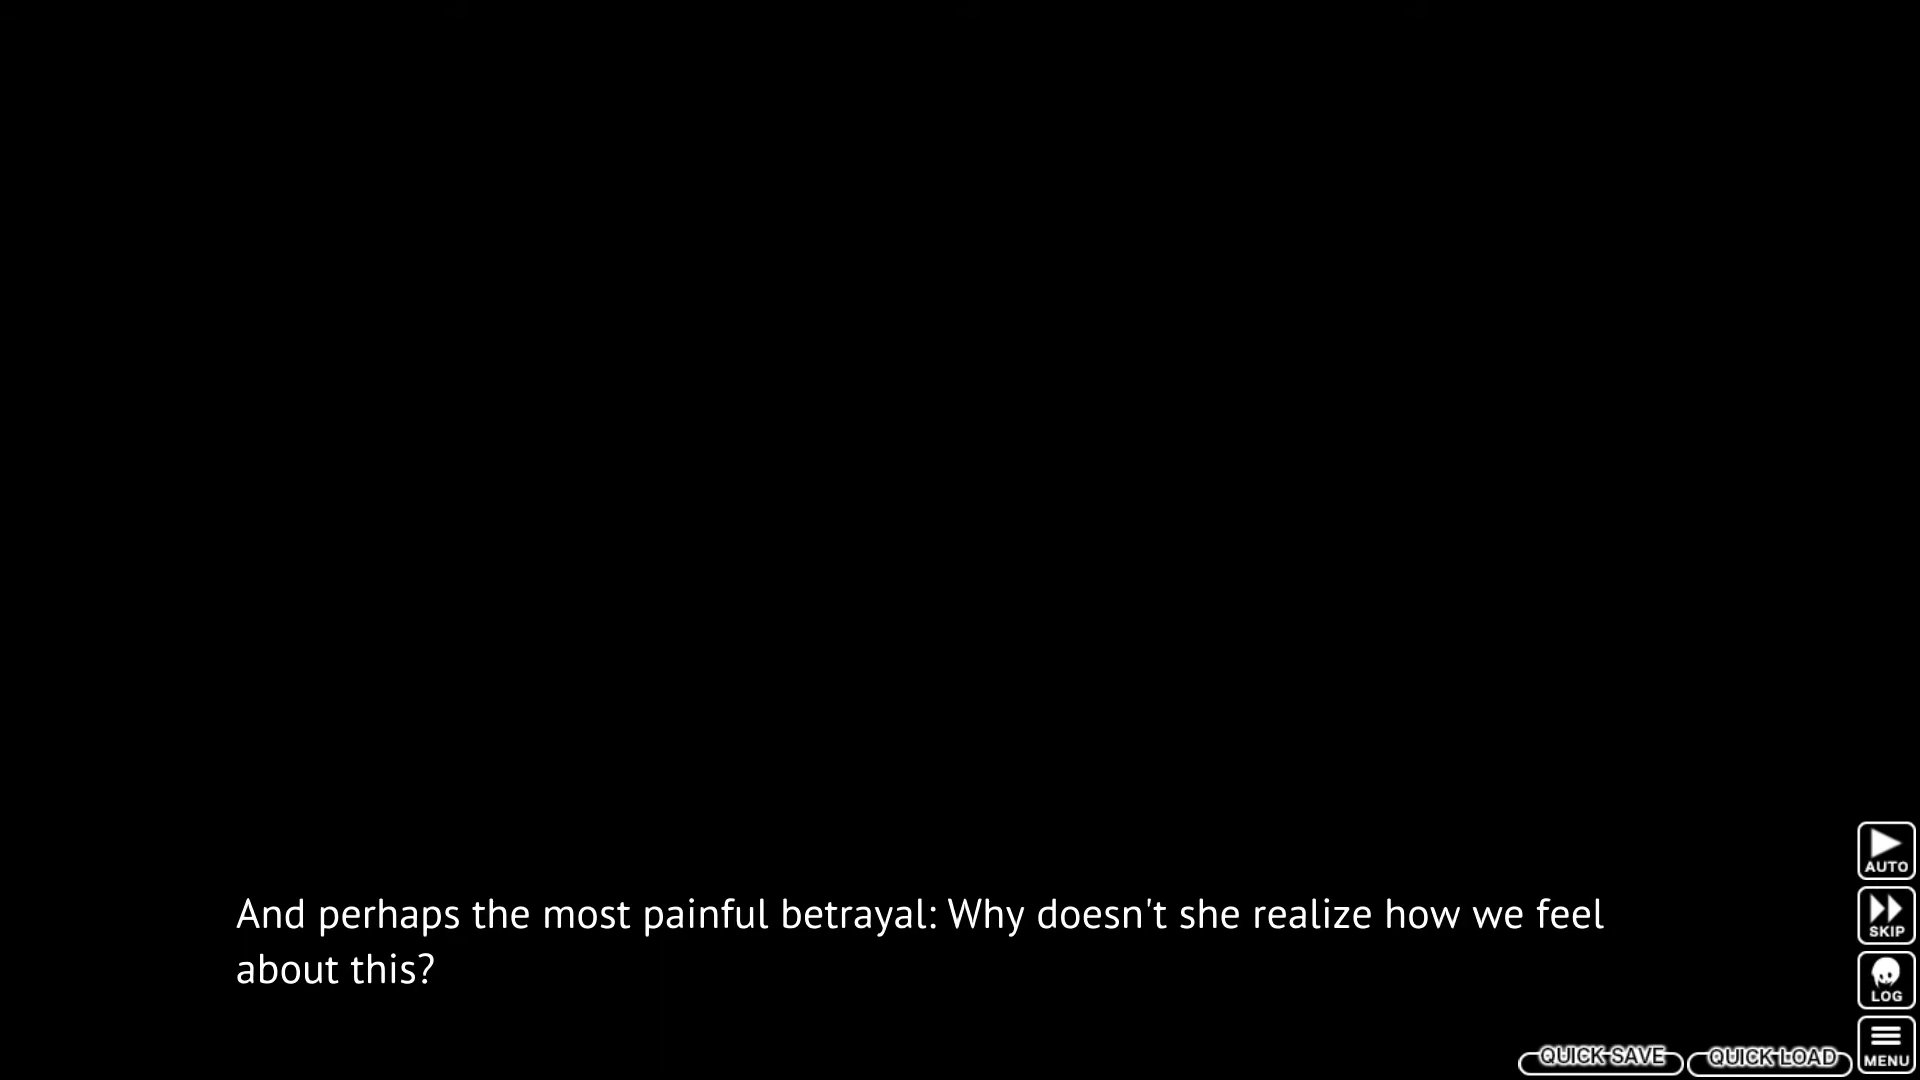 And perhaps the most painful betrayal: Why doesn't she realize how we feel
about this?
AUTO
SKIP
LOG
MENU
QUICK SAVE
QUICK LOAD